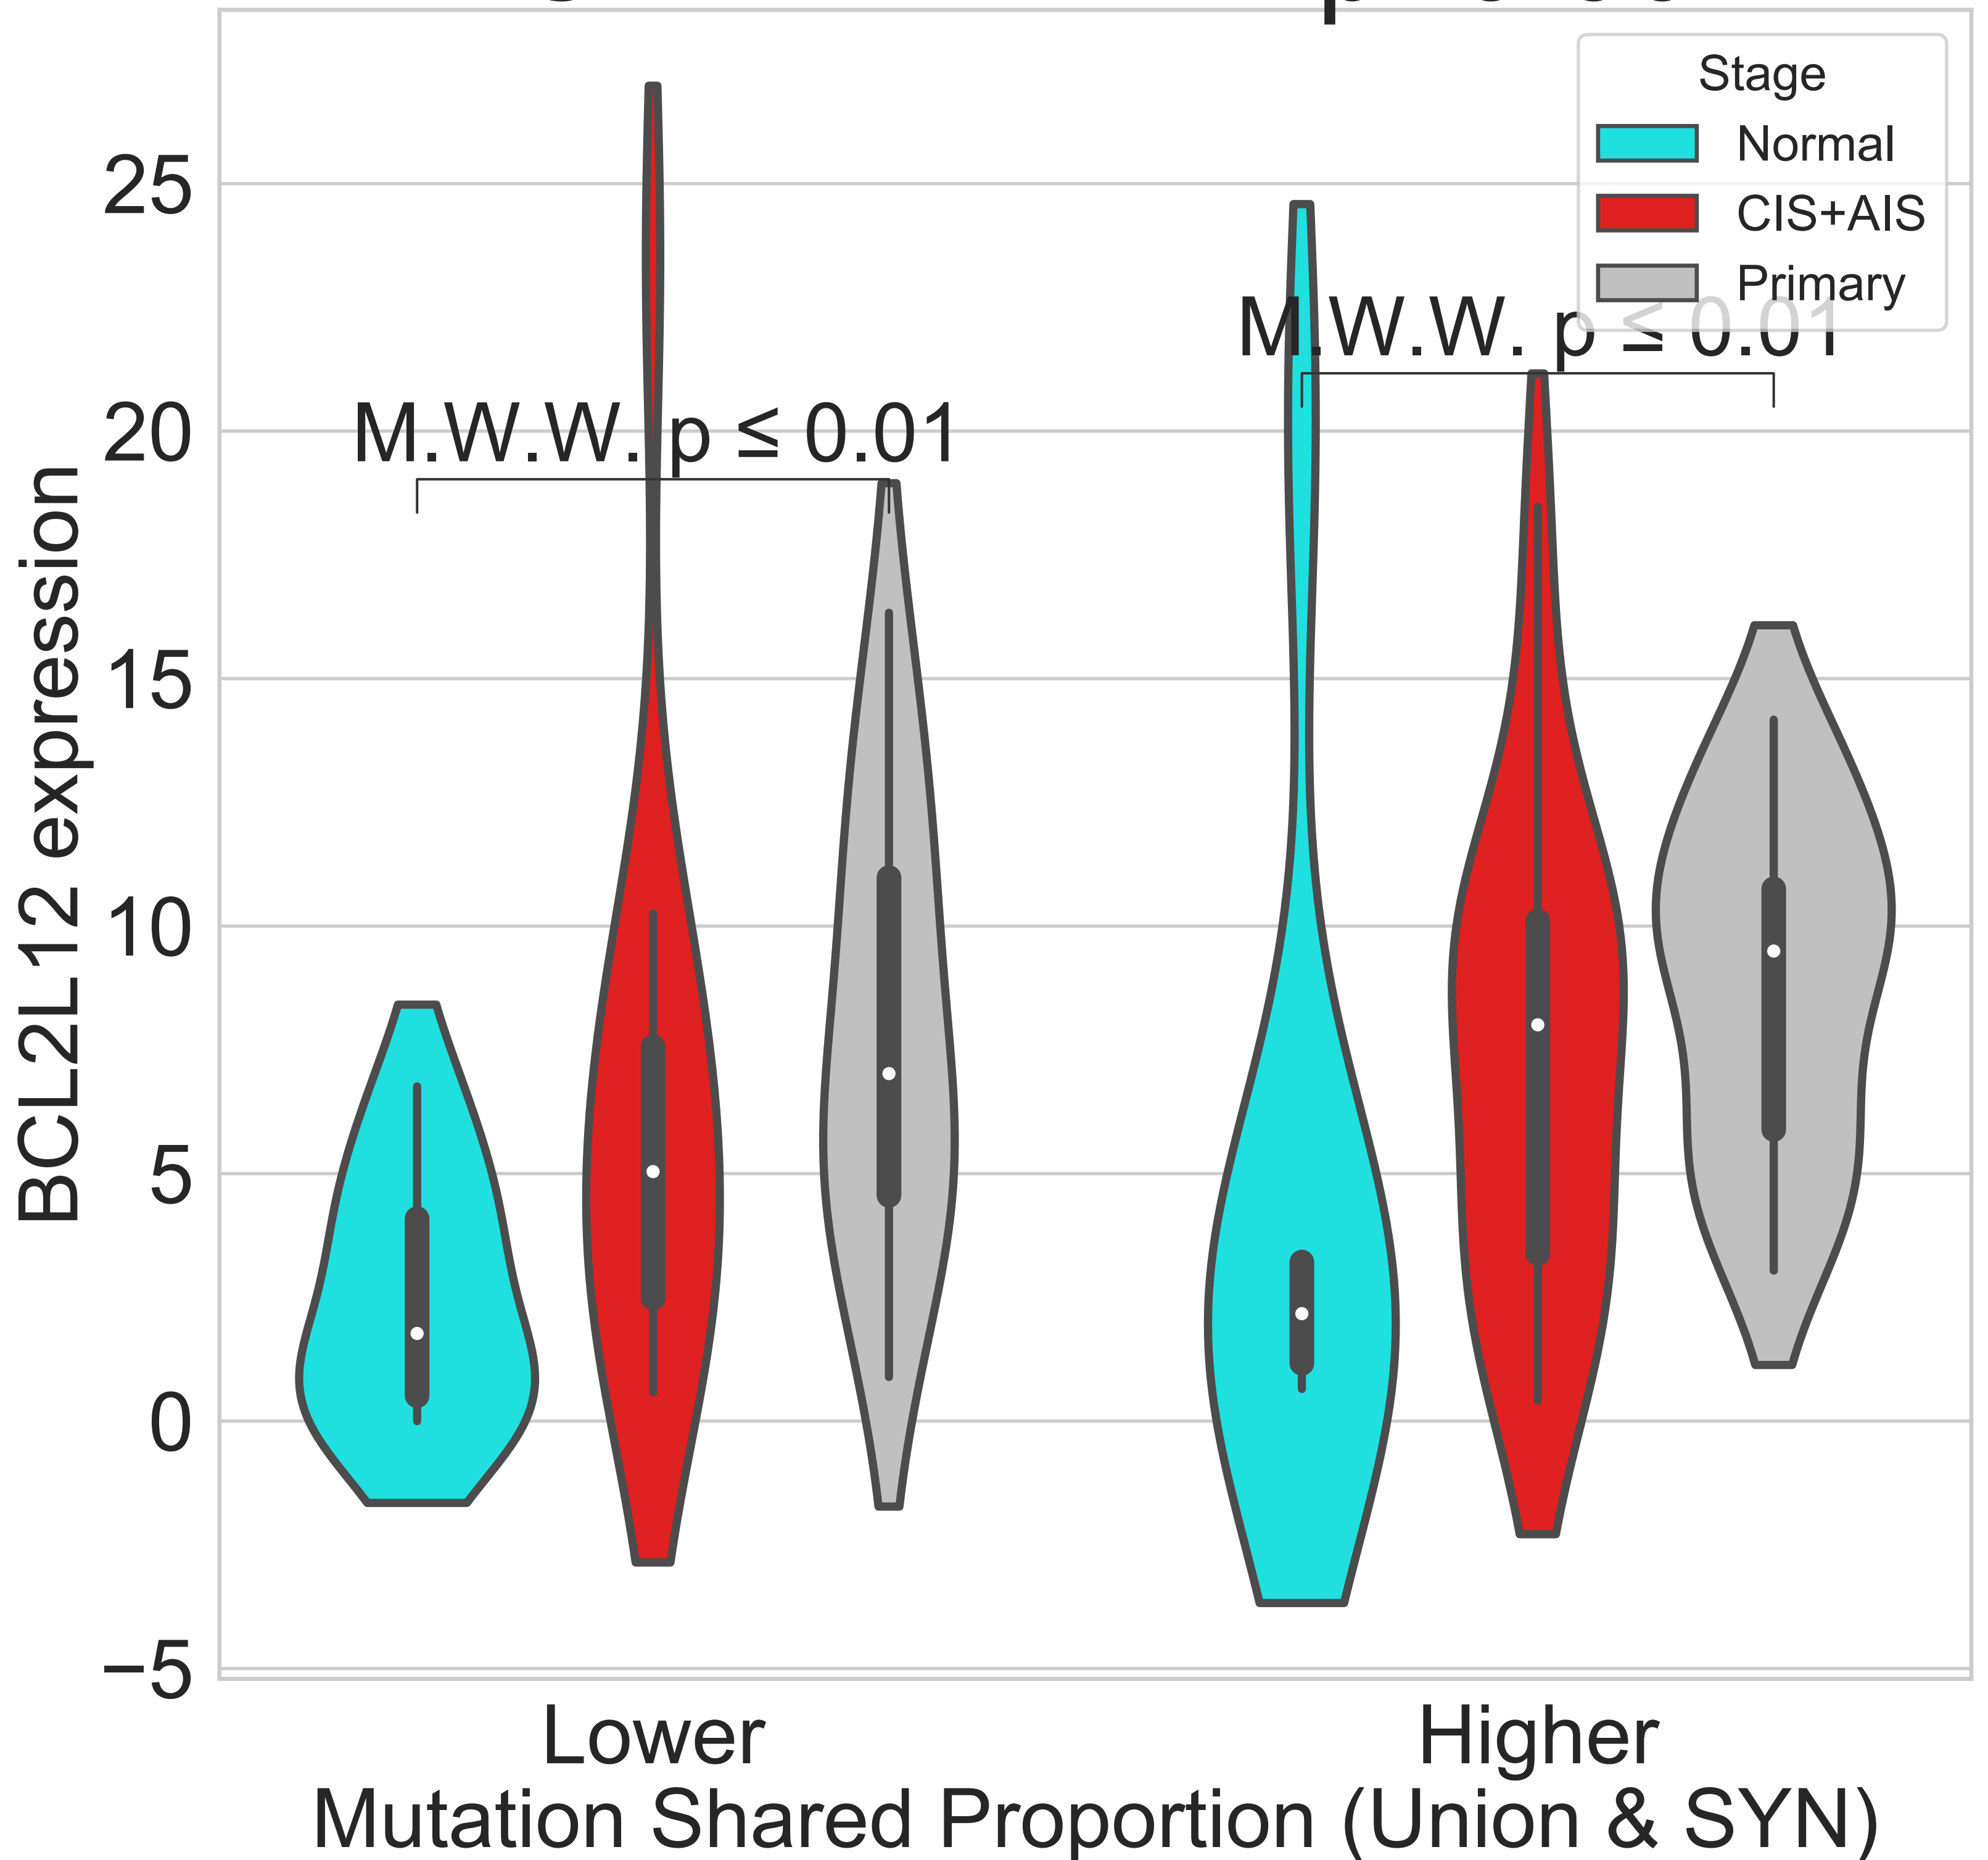 Stage
Normal
CIS+AIS
Primary
M.W.W. p ≤ 0.01
M.W.W. p ≤ 0.01
BCL2L12 expression
25
20
15
10
5
0
−5
Lower
Higher
Mutation Shared Proportion (Union & SYN)